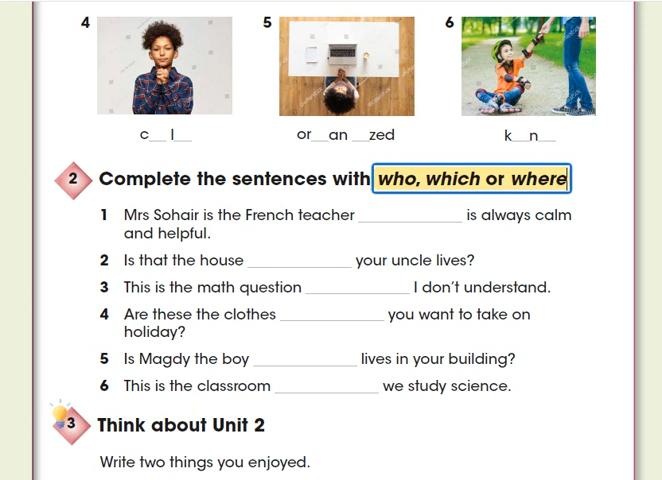 4 5 6
c__ l__ or__an __zed k__n__
2 Complete the sentences with who, which or where
1 Mrs Sohair is the French teacher ____________ is always calm
and helpful.
2 Is that the house ____________ your uncle lives?
3 This is the math question ____________ I don't understand.
4 Are these the clothes ____________ you want to take on
holiday?
5 Is Magdy the boy ____________ lives in your building?
6 This is the classroom ____________ we study science.
3 Think about Unit 2
Write two things you enjoyed.